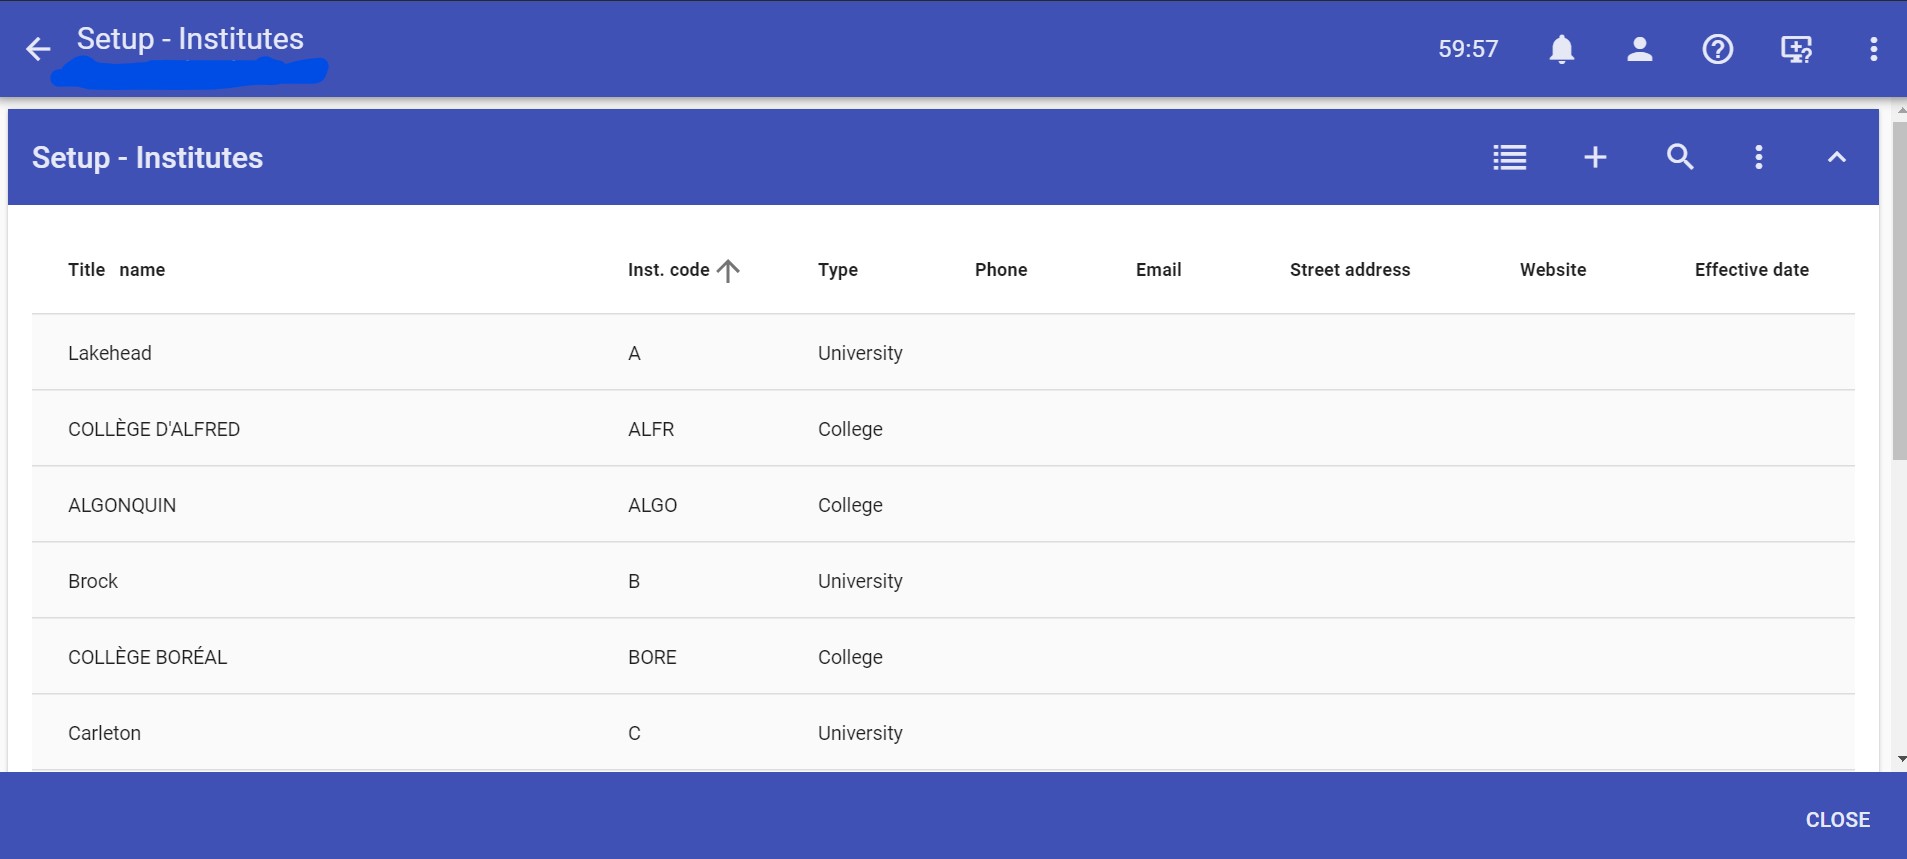 Setup - Institutes
59:57
Setup - Institutes
Title name Inst. code Type Phone Email Street address Website Effective date
Lakehead A University
COLLÈGE D'ALFRED ALFR College
ALGONQUIN ALGO College
Brock B University
COLLÈGE BORÉAL BORE College
Carleton C University
CLOSE